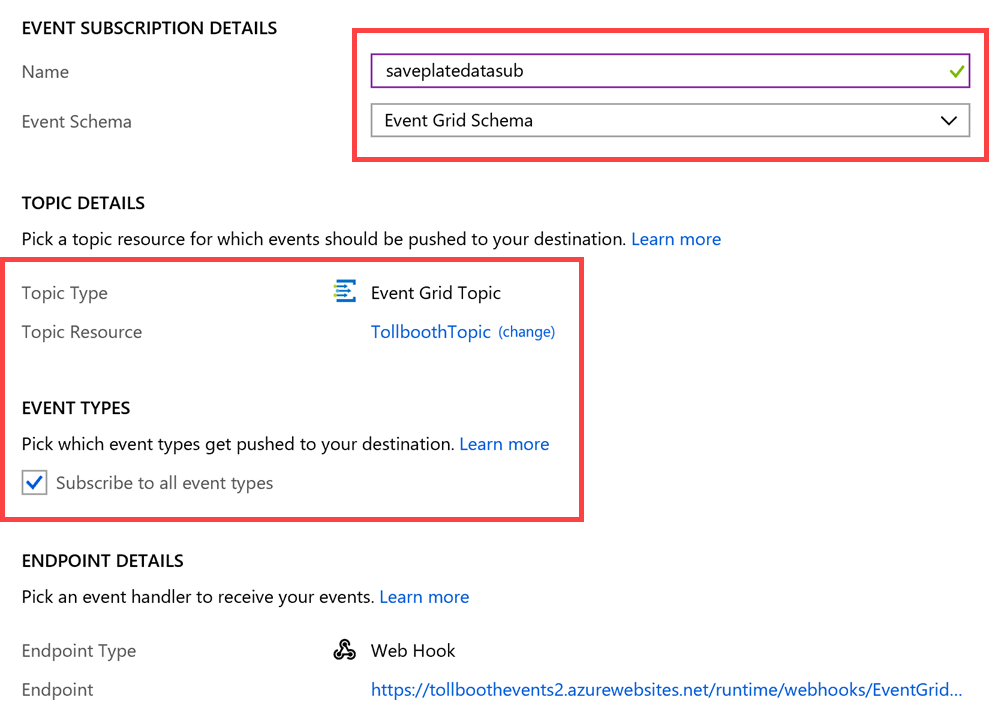 EVENT SUBSCRIPTION DETAILS
Name saveplatedatasub
Event Schema Event Grid Schema
TOPIC DETAILS
Pick a topic resource for which events should be pushed to your destination. Learn more
Topic Type Event Grid Topic
Topic Resource TollboothTopic (change)
EVENT TYPES
Pick which event types get pushed to your destination. Learn more
Subscribe to all event types
ENDPOINT DETAILS
Pick an event handler to receive your events. Learn more
Endpoint Type Web Hook
Endpoint https://tollboothevents2.azurewebsites.net/runtime/webhooks/EventGrid...